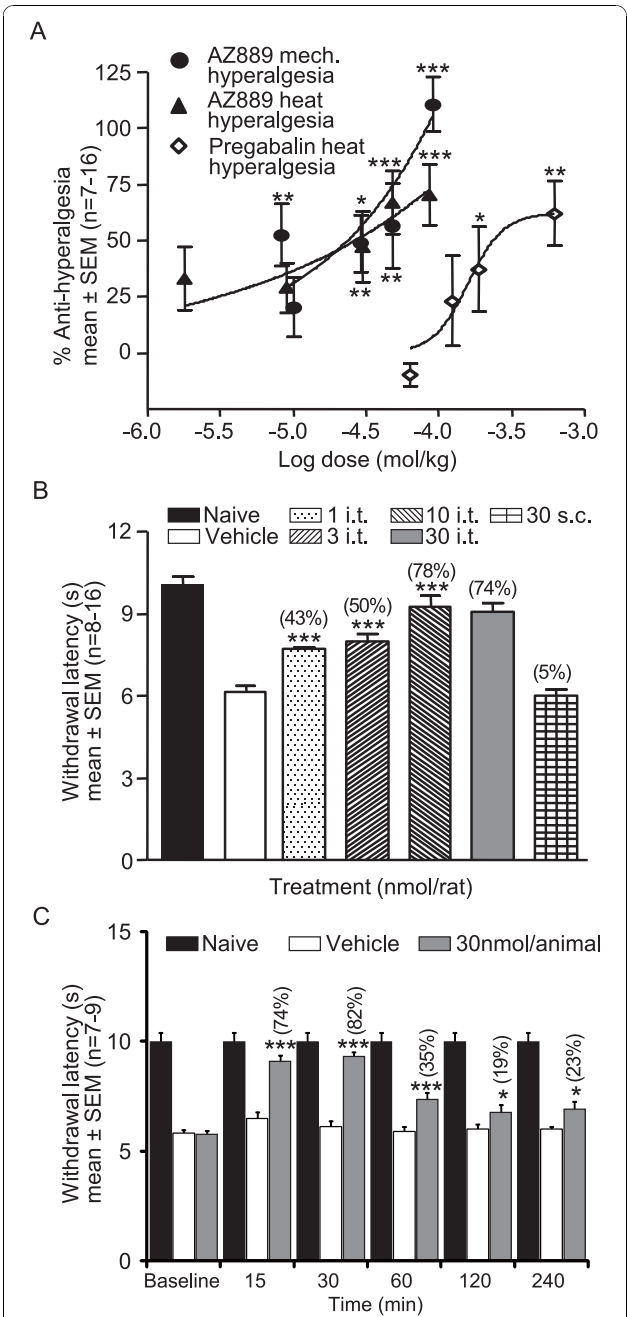 A
AZ889 mech.
hyperalgesia
AZ889 heat
hyperalgesia
Pregabalin heat
hyperalgesia
% Anti-hyperalgesia
mean ± SEM (n=7-16)
125
100
75
50
25
0
***
***
***
**
*
**
**
*
**
-6.0 -5.5 -5.0 -4.5 -4.0 -3.5 -3.0
Log dose (mol/kg)
B
Naive 1 i.t. 10 i.t. 30 s.c.
Vehicle 3 i.t. 30 i.t.
Withdrawal latency (s)
mean ± SEM (n=8-16)
12
9
6
3
0
(43%) (50%) (78%) (74%) (5%)
*** *** ***
Treatment (nmol/rat)
C
Naive Vehicle 30nmol/animal
Withdrawal latency (s)
mean ± SEM (n=7-9)
15
10
5
0
*** (74%)
*** (82%)
*** (35%)
* (19%)
* (23%)
Baseline 15 30 60 120 240
Time (min)